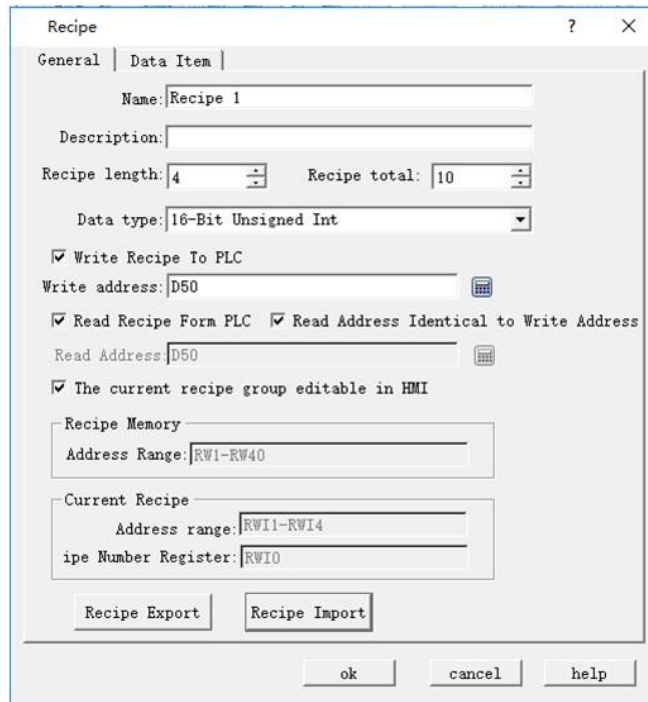 Recipe ? ×
General Data Item
Name: Recipe 1
Description:
Recipe length: 4 Recipe total: 10
Data type: 16-Bit Unsigned Int
Write Recipe To PLC
Write address: D50
Read Recipe Form PLC Read Address Identical to Write Address
Read Address: D50
The current recipe group editable in HMI
Recipe Memory
Address Range: RW1-RW40
Current Recipe
Address range: RWI1-RWI4
ipe Number Register: RWI0
Recipe Export Recipe Import
ok cancel help